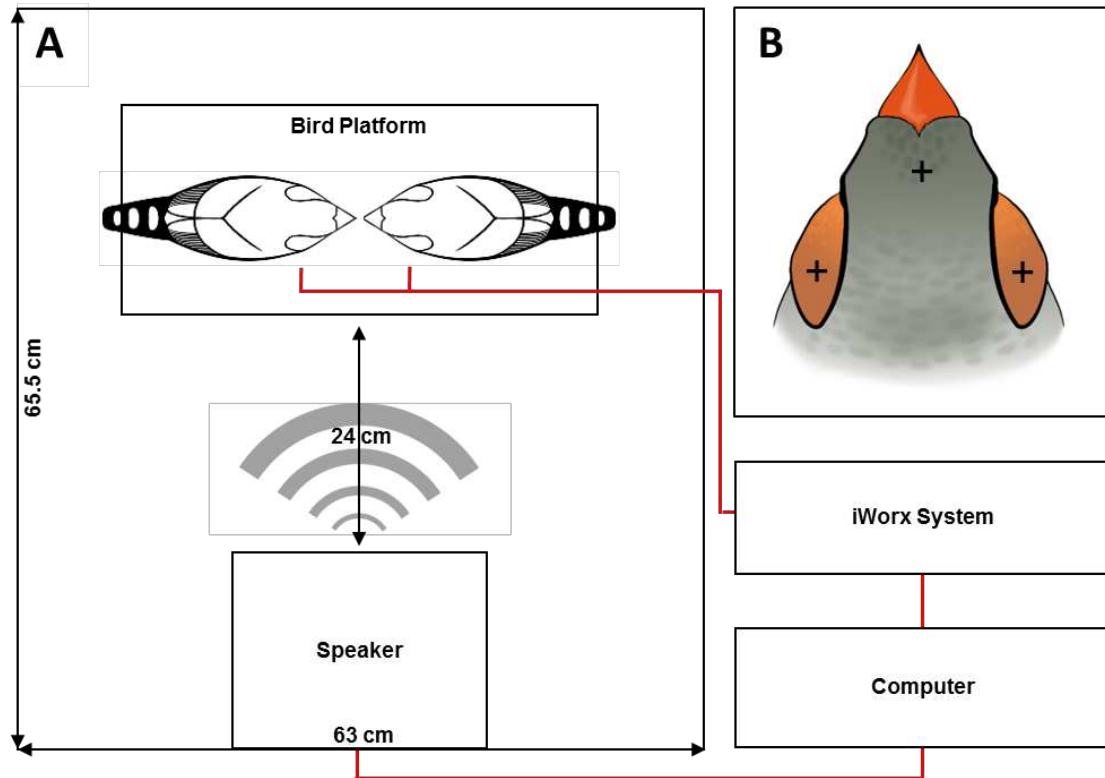 A
B
Bird Platform
65.5 cm
24 cm
iWorx System
Speaker
Computer
63 cm